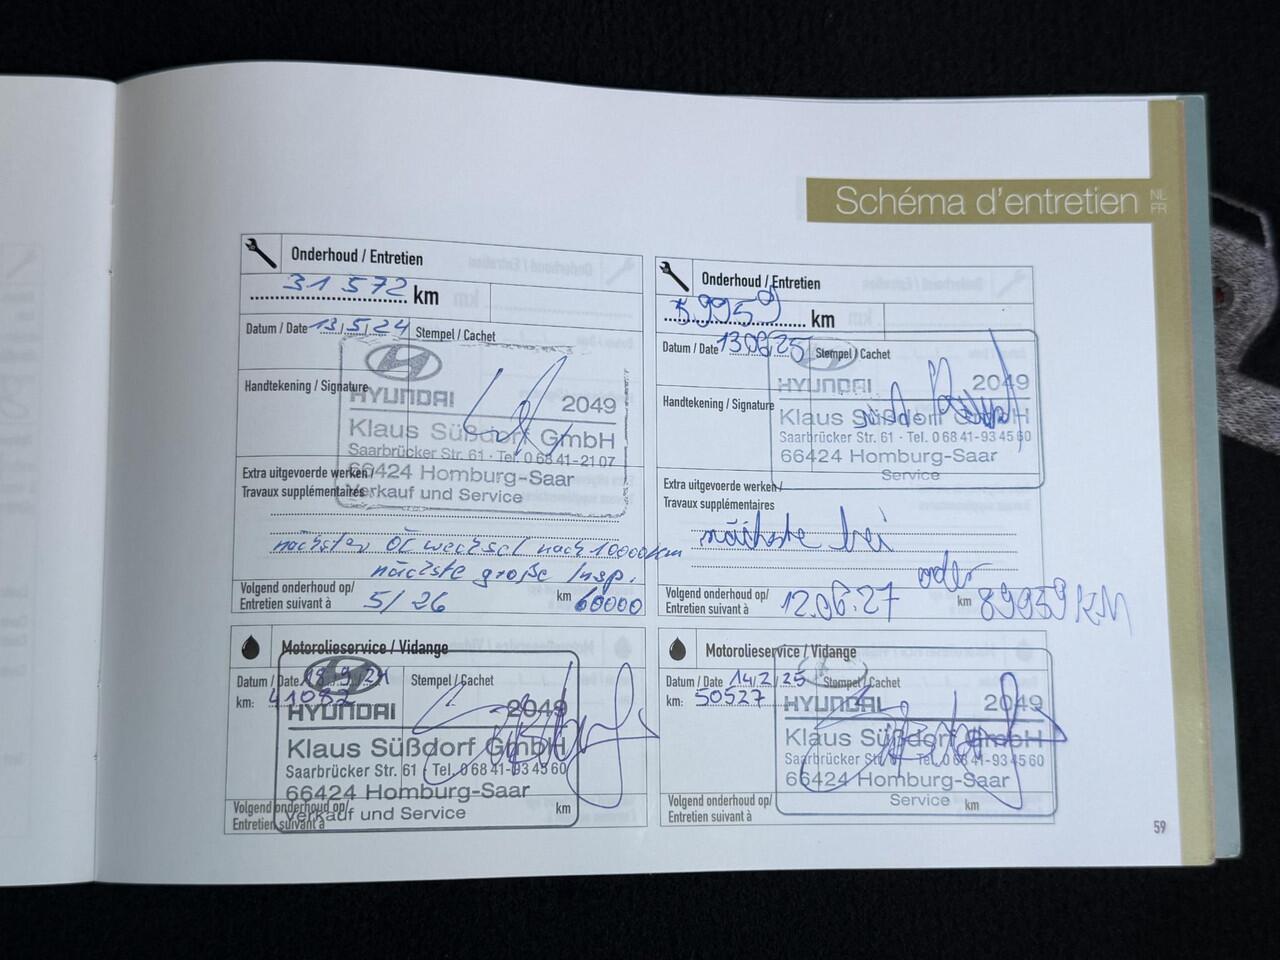 Schéma d'entretien
NL
FR
Onderhoud / Entretien
31 572 km
Datum / Date 13,5,24 Stempel / Cachet
HYUNDAI 2049
Handtekening / Signature
Klaus Süßdorf GmbH
Saarbrücker Str. 61 · Tel. 0 68 41-21 07
66424 Homburg-Saar
Verkauf und Service
Extra uitgevoerde werken /
Travaux supplémentaires
nächster Öl wechsel nach 10000km
nächste große Insp.
Volgend onderhoud op/
Entretien suivant à 5/26 km 60000
Onderhoud / Entretien
59959 km
Datum / Date 130625 Stempel / Cachet
HYUNDAI 2049
Handtekening / Signature
Klaus Süßdorf GmbH
Saarbrücker Str. 61 · Tel. 0 68 41-93 45 60
66424 Homburg-Saar
Service
Extra uitgevoerde werken /
Travaux supplémentaires
nächste bei
oder
Volgend onderhoud op/
Entretien suivant à 12.06.27 km 89959 KM
Motorolieservice / Vidange
Datum / Date 18,9,24 Stempel / Cachet
km: 41082
HYUNDAI 2049
Klaus Süßdorf GmbH
Saarbrücker Str. 61 · Tel. 0 68 41-93 45 60
66424 Homburg-Saar
Verkauf und Service
Volgend onderhoud op/ km
Entretien suivant à
Motorolieservice / Vidange
Datum / Date 14,2,25 Stempel / Cachet
km: 50527
HYUNDAI 2049
Klaus Süßdorf GmbH
Saarbrücker Str. 61 · Tel. 0 68 41-93 45 60
66424 Homburg-Saar
Service
Volgend onderhoud op/ km
Entretien suivant à
59